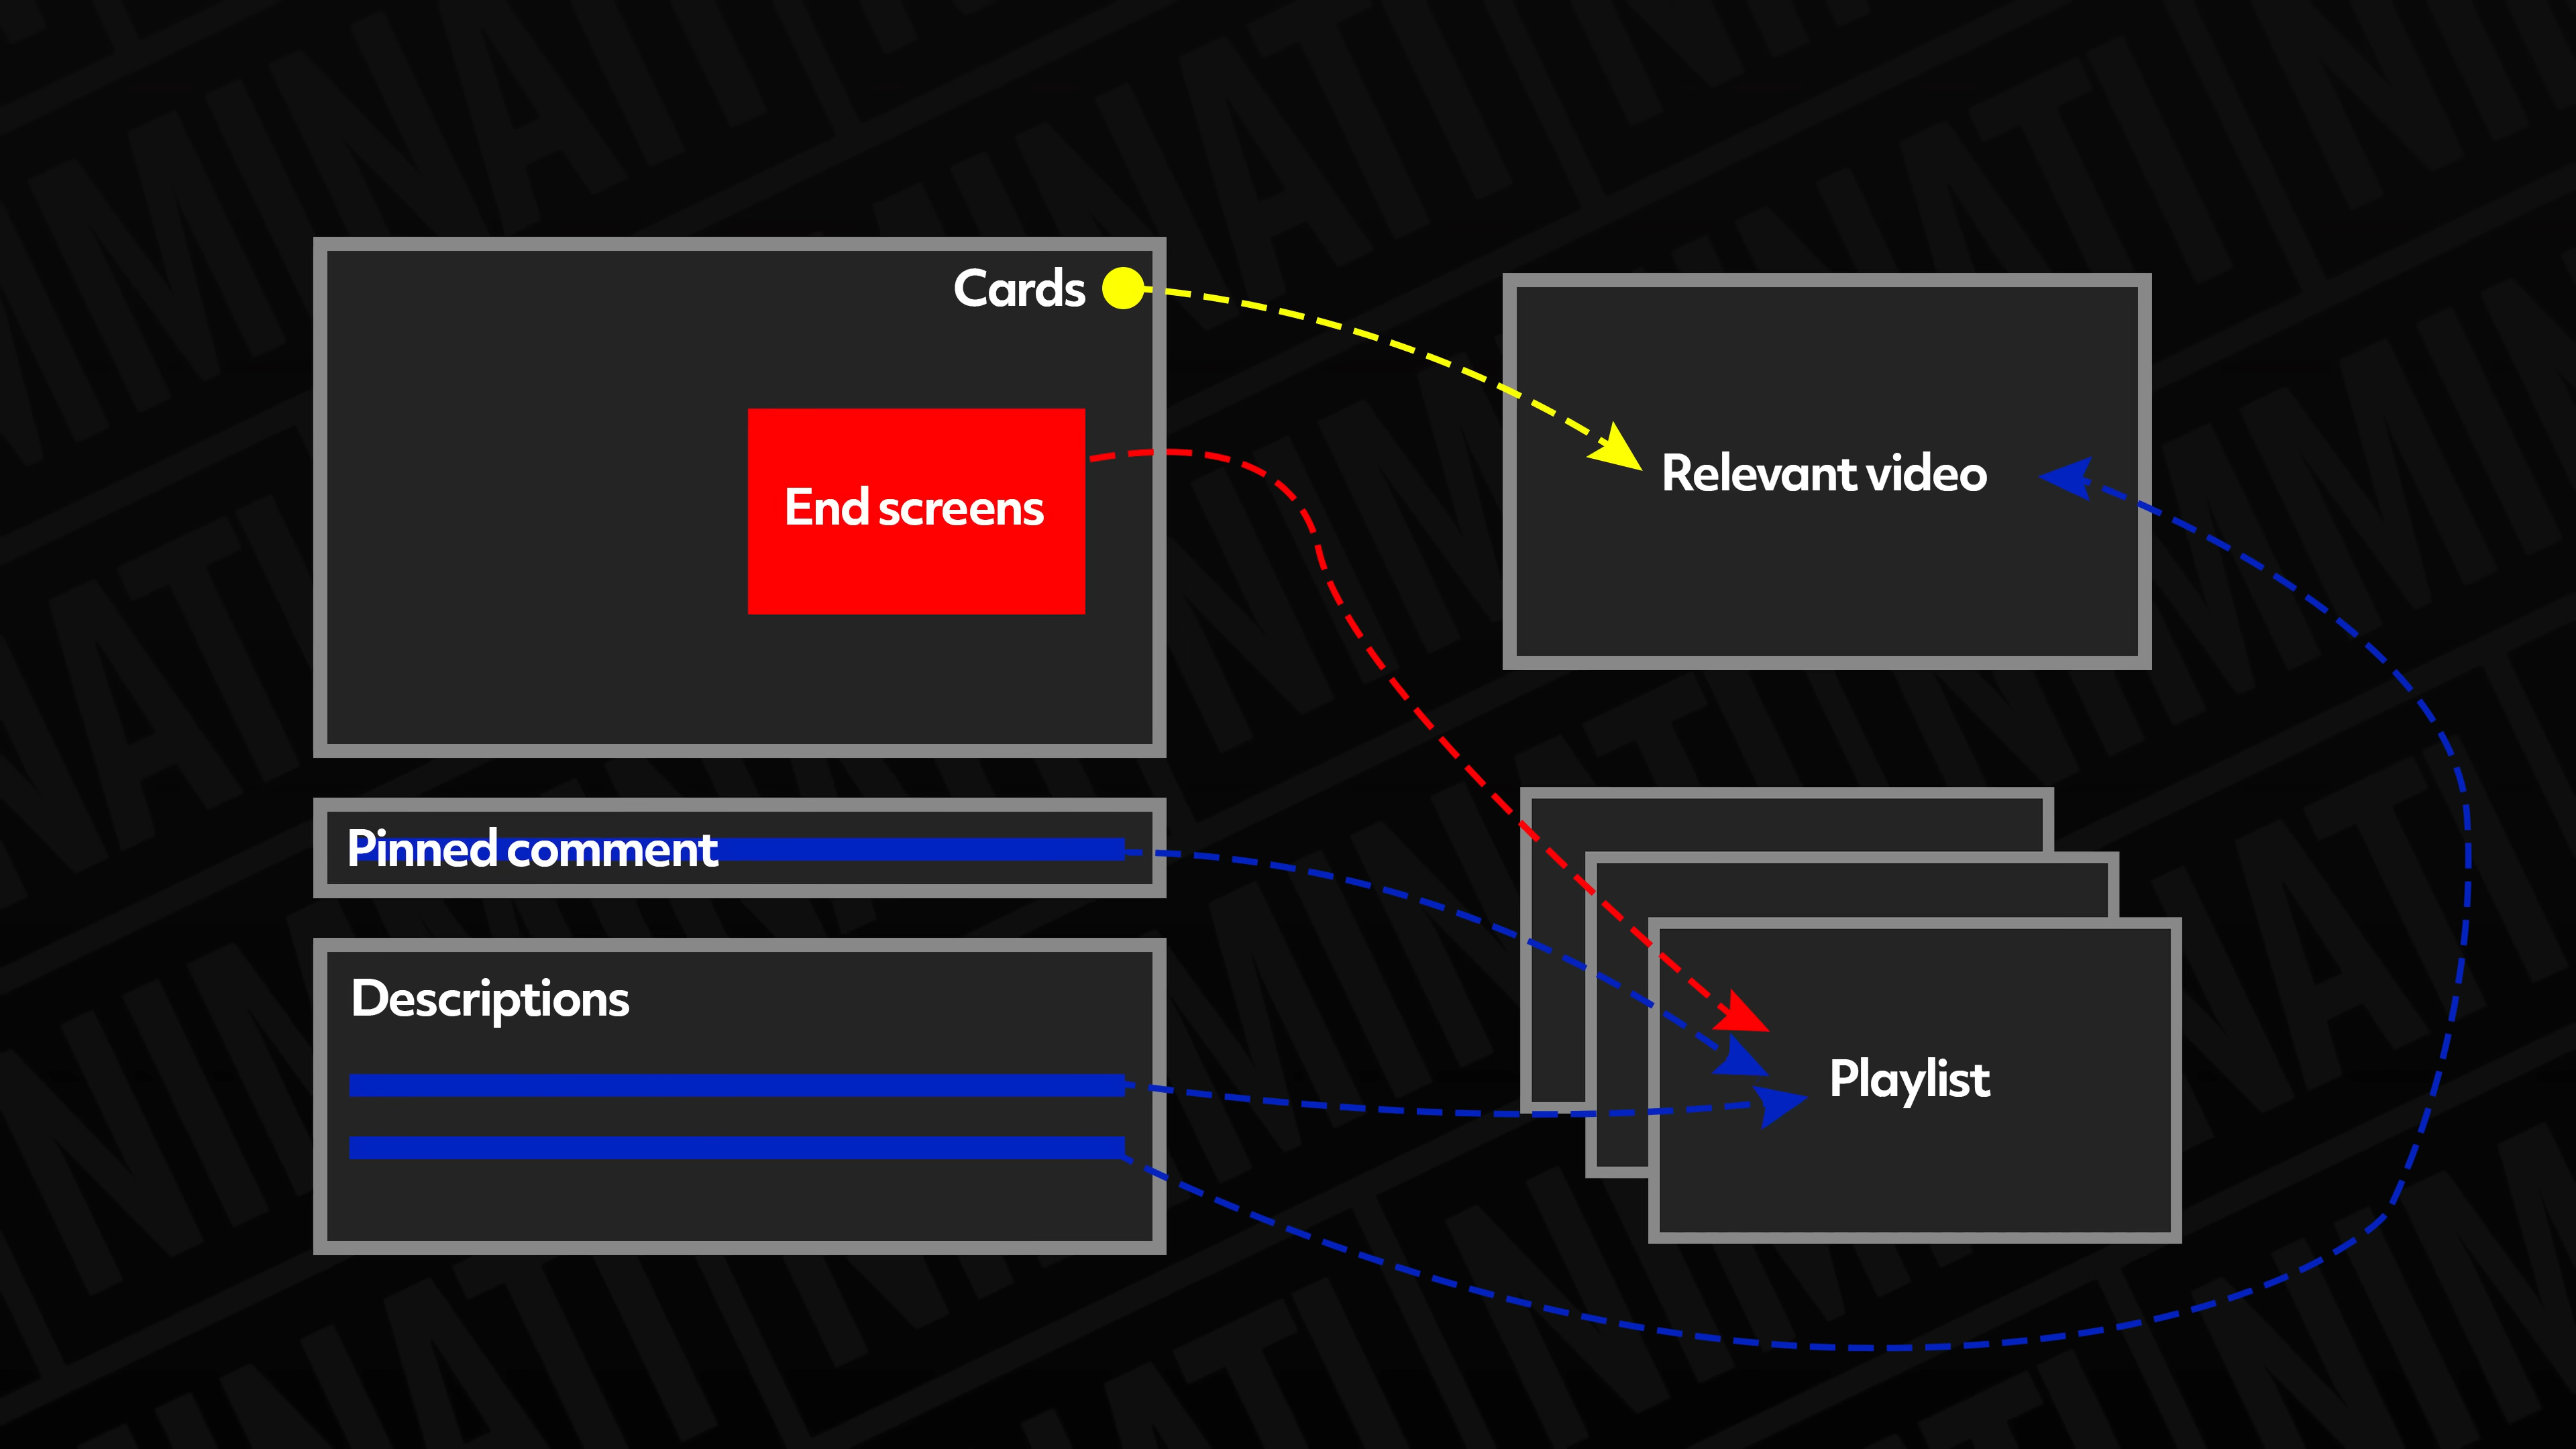 Cards
End screens
Relevant video
Pinned comment
Descriptions
Playlist